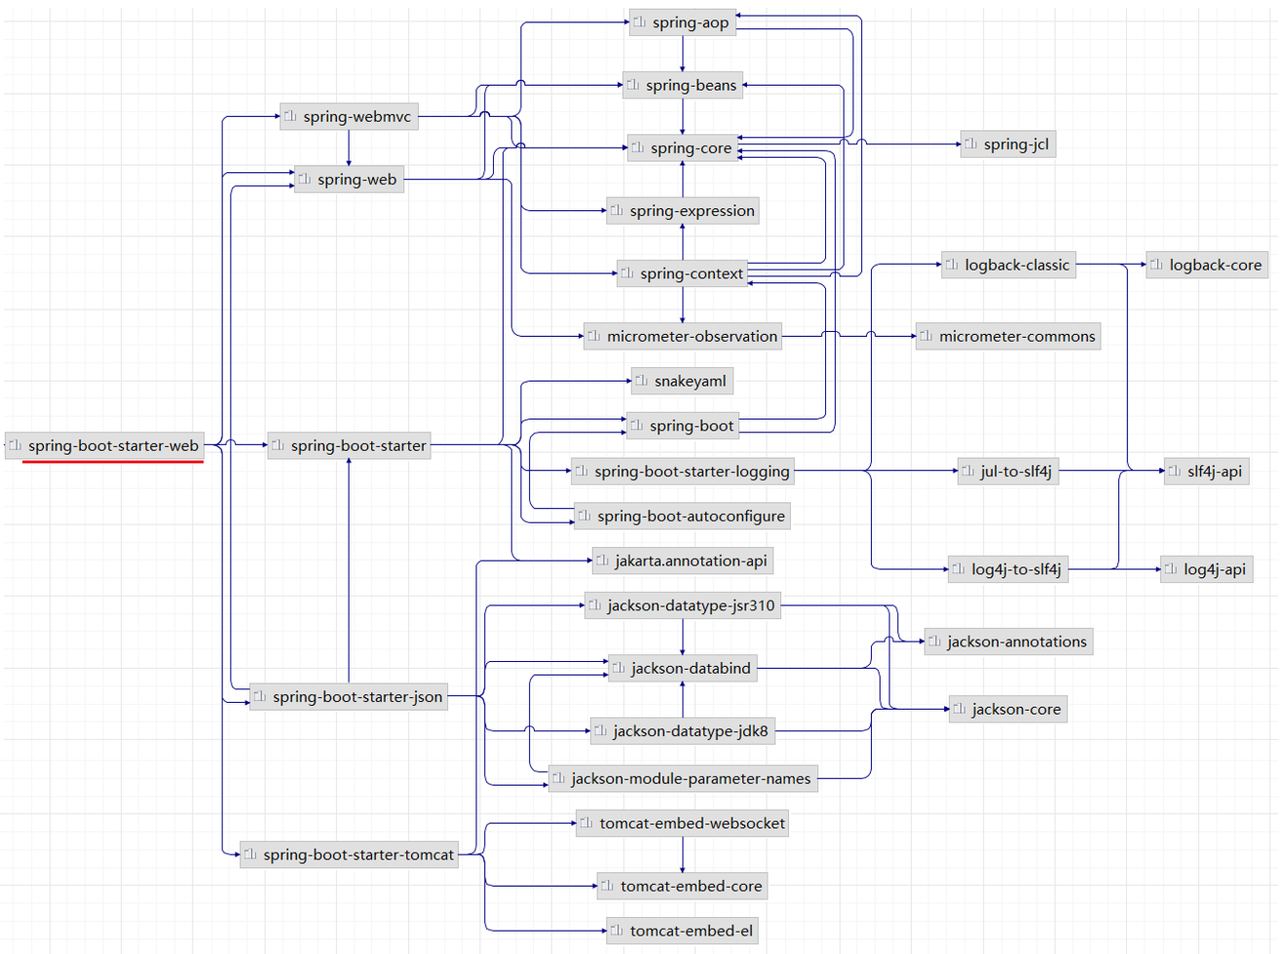 spring-aop
spring-beans
spring-webmvc
spring-core
spring-jcl
spring-web
spring-expression
spring-context
logback-classic
logback-core
micrometer-observation
micrometer-commons
snakeyaml
spring-boot
spring-boot-starter-web
spring-boot-starter
spring-boot-starter-logging
jul-to-slf4j
slf4j-api
spring-boot-autoconfigure
jakarta.annotation-api
log4j-to-slf4j
log4j-api
jackson-datatype-jsr310
jackson-annotations
jackson-databind
spring-boot-starter-json
jackson-core
jackson-datatype-jdk8
jackson-module-parameter-names
tomcat-embed-websocket
spring-boot-starter-tomcat
tomcat-embed-core
tomcat-embed-el